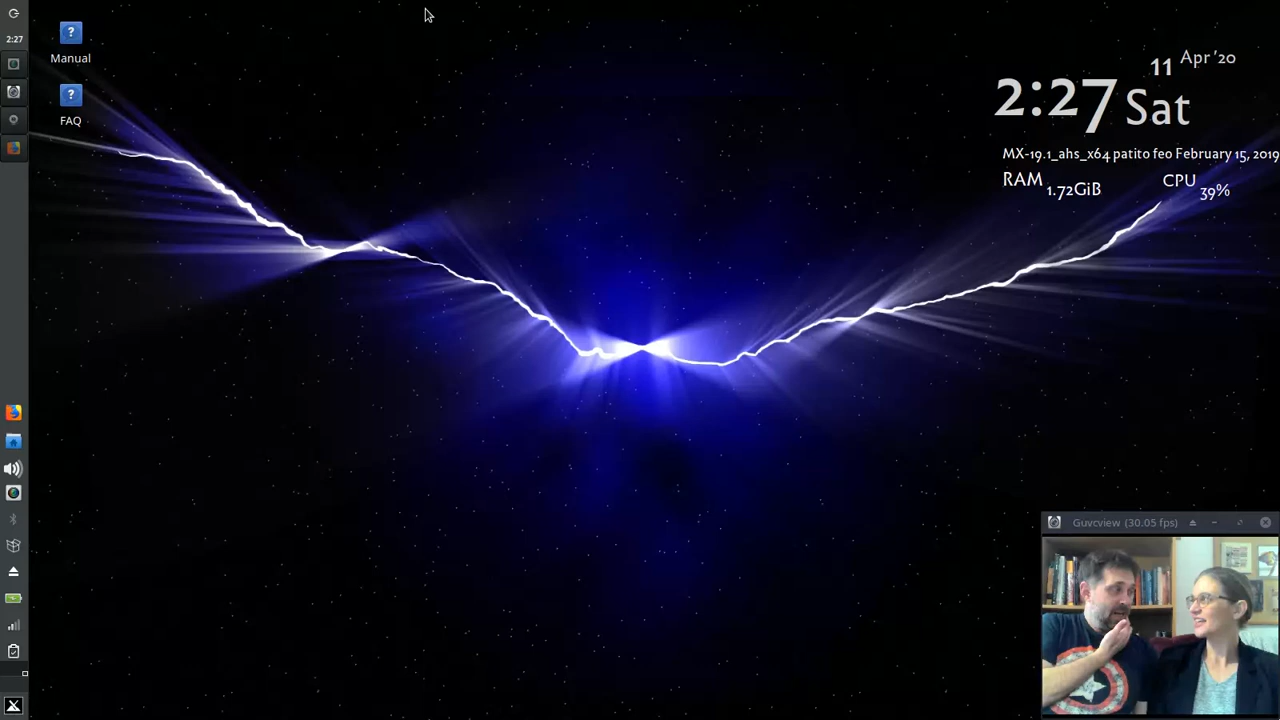 2:27
Manual
FAQ
11 Apr '20
2:27 Sat
MX-19.1_ahs_x64 patito feo February 15, 2019
RAM 1.72GiB CPU 39%
Guvcview (30.05 fps)